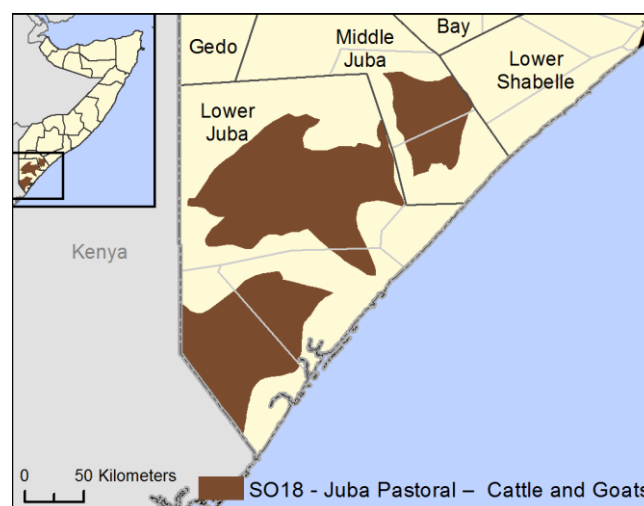 Gedo
Middle
Juba
Bay
Lower
Shabelle
Lower
Juba
Kenya
0 50 Kilometers
SO18 - Juba Pastoral – Cattle and Goats